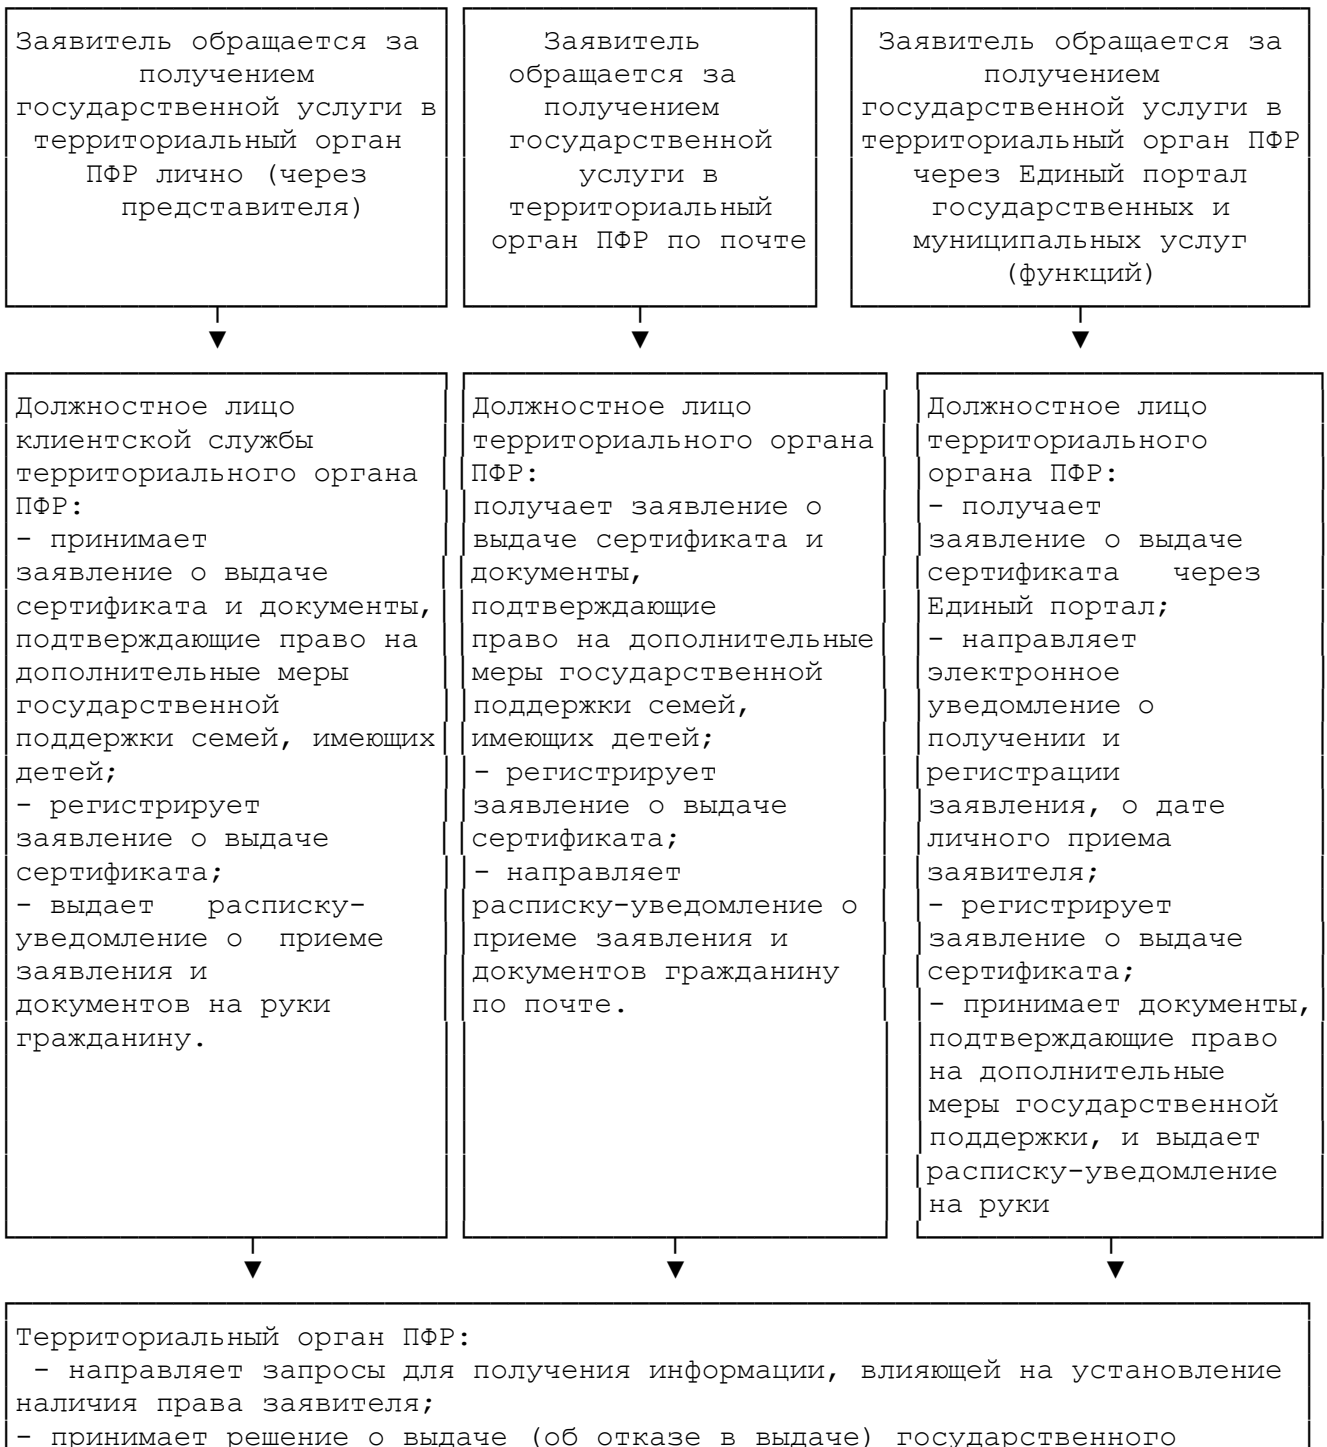 Заявитель обращается за
получением
государственной услуги в
территориальный орган
ПФР лично (через
представителя)
Заявитель
обращается за
получением
государственной
услуги в
территориальный
орган ПФР по почте
Заявитель обращается за
получением
государственной услуги в
территориальный орган ПФР
через Единый портал
государственных и
муниципальных услуг
(функций)
Должностное лицо
клиентской службы
территориального органа
ПФР:
- принимает
заявление о выдаче
сертификата и документы,
подтверждающие право на
дополнительные меры
государственной
поддержки семей, имеющих
детей;
- регистрирует
заявление о выдаче
сертификата;
- выдает расписку-
уведомление о приеме
заявления и
документов на руки
гражданину.
Должностное лицо
территориального органа
ПФР:
получает заявление о
выдаче сертификата и
документы,
подтверждающие
право на дополнительные
меры государственной
поддержки семей,
имеющих детей;
- регистрирует
заявление о выдаче
сертификата;
- направляет
расписку-уведомление о
приеме заявления и
документов гражданину
по почте.
Должностное лицо
территориального
органа ПФР:
- получает
заявление о выдаче
сертификата через
Единый портал;
- направляет
электронное
уведомление о
получении и
регистрации
заявления, о дате
личного приема
заявителя;
- регистрирует
заявление о выдаче
сертификата;
- принимает документы,
подтверждающие право
на дополнительные
меры государственной
поддержки, и выдает
расписку-уведомление
на руки
Территориальный орган ПФР:
- направляет запросы для получения информации, влияющей на установление
наличия права заявителя;
- принимает решение о выдаче (об отказе в выдаче) государственного